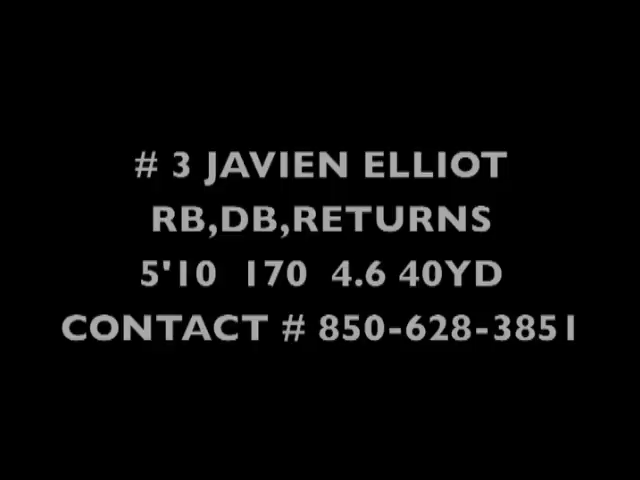 # 3 JAVIEN ELLIOT
RB,DB,RETURNS
5'10 170 4.6 40YD
CONTACT # 850-628-3851